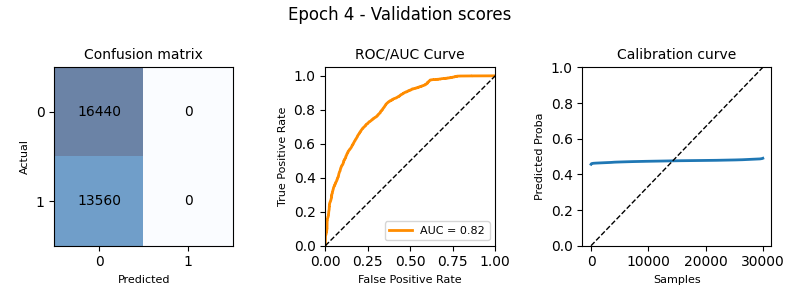 Epoch 4 - Validation scores
Confusion matrix
0
1
Actual
16440 0
13560 0
0 1
Predicted
ROC/AUC Curve
1.0
0.8
0.6
0.4
0.2
0.0
True Positive Rate
AUC = 0.82
0.00 0.25 0.50 0.75 1.00
False Positive Rate
Calibration curve
1.0
0.8
0.6
0.4
0.2
0.0
Predicted Proba
0 10000 20000 30000
Samples